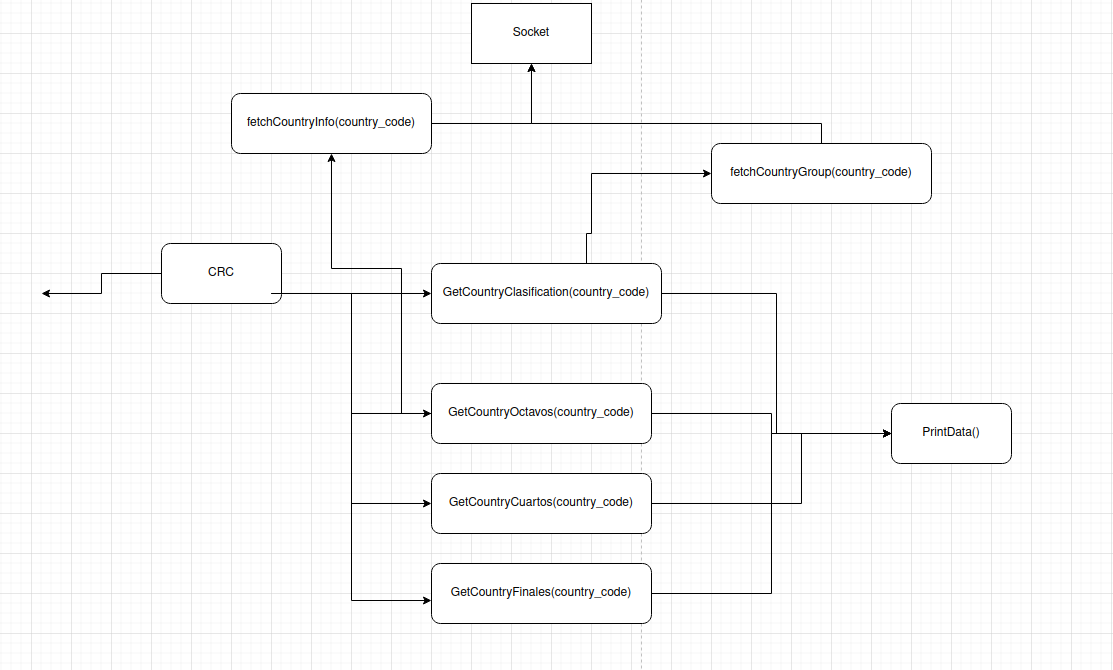 Socket
fetchCountryInfo(country_code)
fetchCountryGroup(country_code)
CRC
GetCountryClasification(country_code)
GetCountryOctavos(country_code)
PrintData()
GetCountryCuartos(country_code)
GetCountryFinales(country_code)